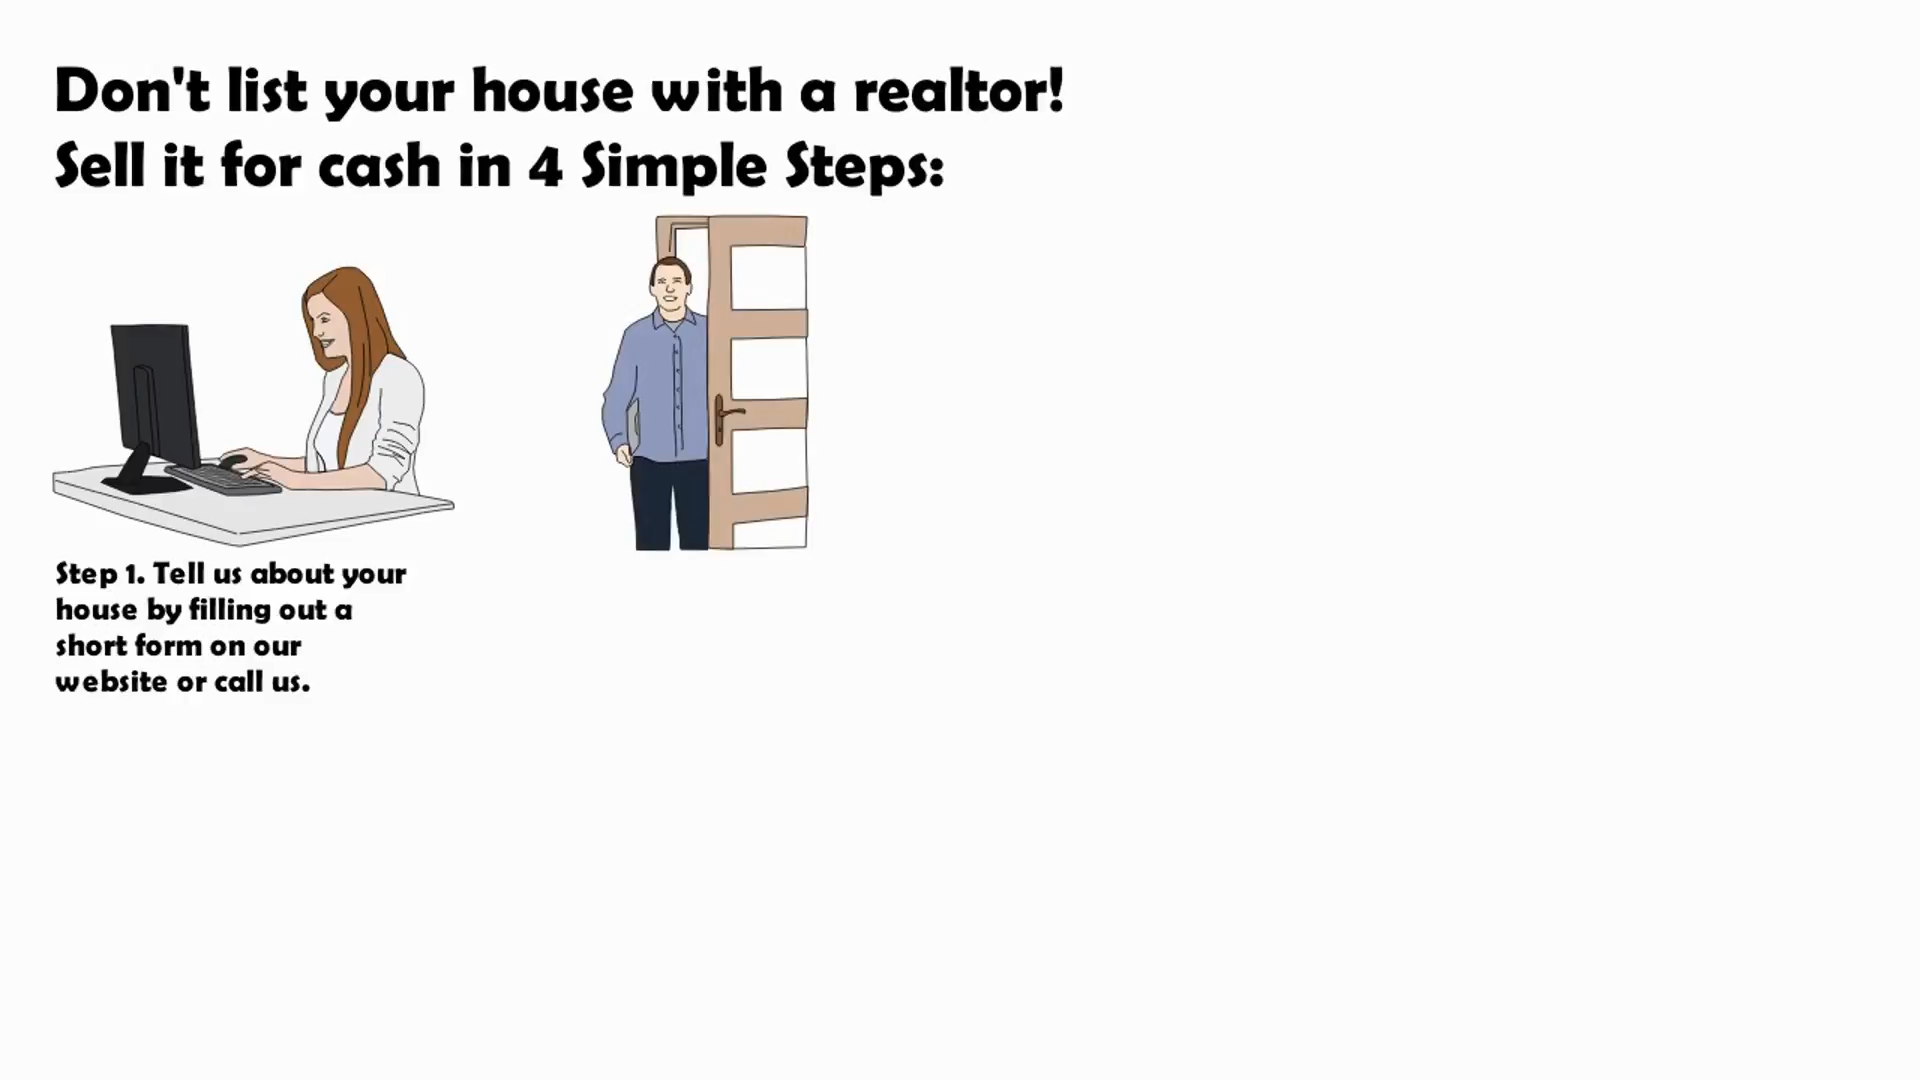 Don't list your house with a realtor!
Sell it for cash in 4 Simple Steps:
Step 1. Tell us about your
house by filling out a
short form on our
website or call us.